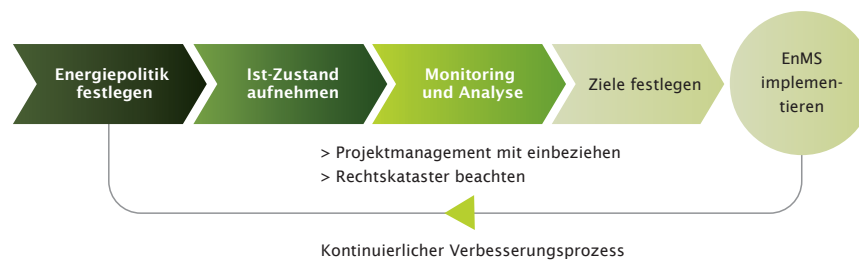 Energiepolitik
festlegen
Ist-Zustand
aufnehmen
Monitoring
und Analyse
Ziele festlegen
EnMS
implemen-
tieren
> Projektmanagement mit einbeziehen
> Rechtskataster beachten
Kontinuierlicher Verbesserungsprozess